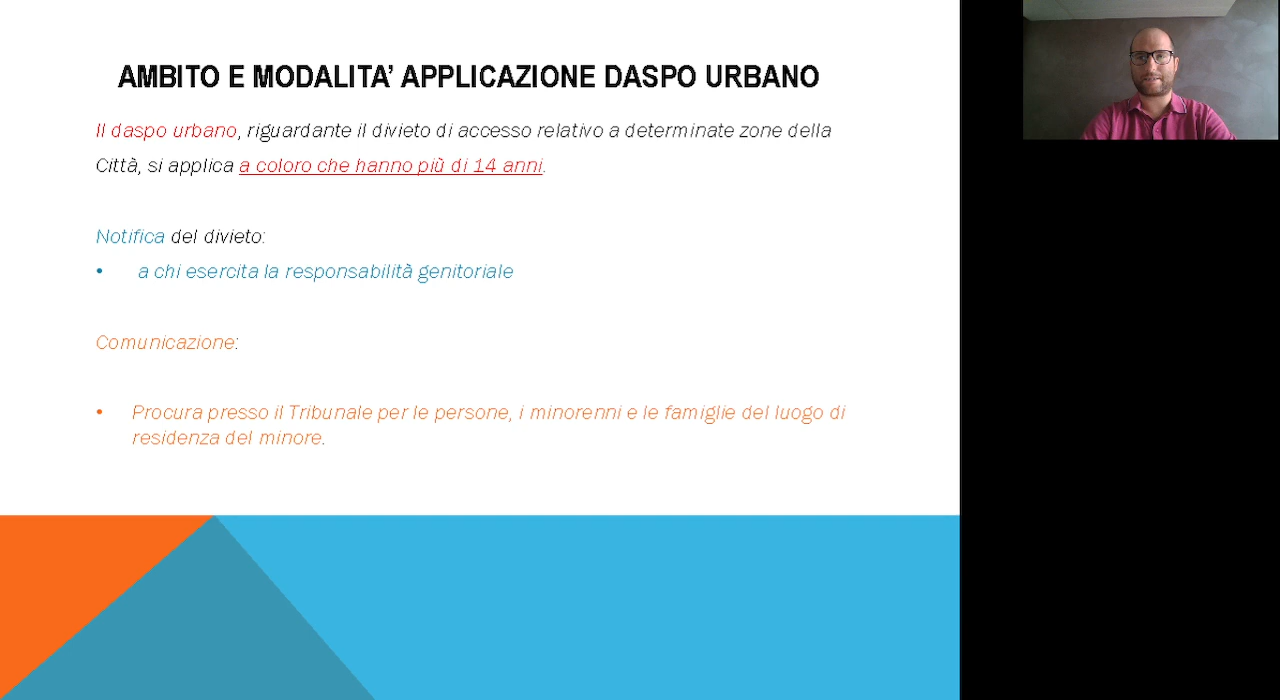 AMBITO E MODALITA’ APPLICAZIONE DASPO URBANO
Il daspo urbano, riguardante il divieto di accesso relativo a determinate zone della
Città, si applica a coloro che hanno più di 14 anni.
Notifica del divieto:
• a chi esercita la responsabilità genitoriale
Comunicazione:
• Procura presso il Tribunale per le persone, i minorenni e le famiglie del luogo di
residenza del minore.